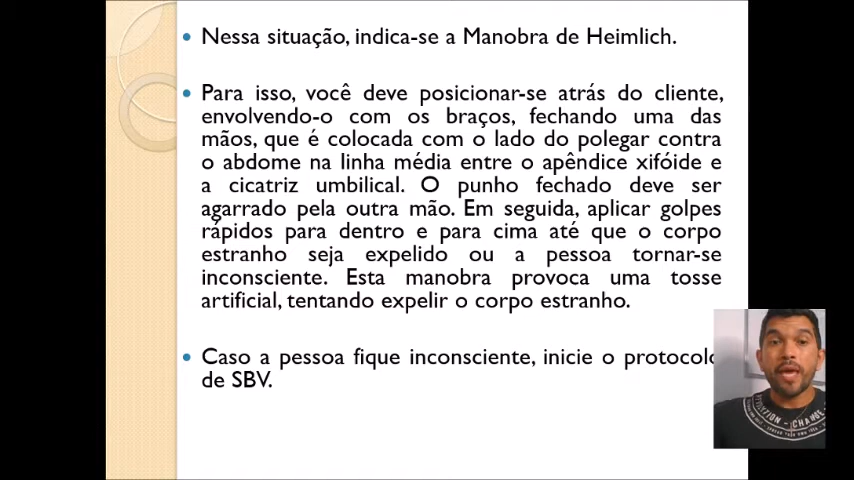 Nessa situação, indica-se a Manobra de Heimlich.
Para isso, você deve posicionar-se atrás do cliente,
envolvendo-o com os braços, fechando uma das
mãos, que é colocada com o lado do polegar contra
o abdome na linha média entre o apêndice xifóide e
a cicatriz umbilical. O punho fechado deve ser
agarrado pela outra mão. Em seguida, aplicar golpes
rápidos para dentro e para cima até que o corpo
estranho seja expelido ou a pessoa tornar-se
inconsciente. Esta manobra provoca uma tosse
artificial, tentando expelir o corpo estranho.
Caso a pessoa fique inconsciente, inicie o protocolo
de SBV.